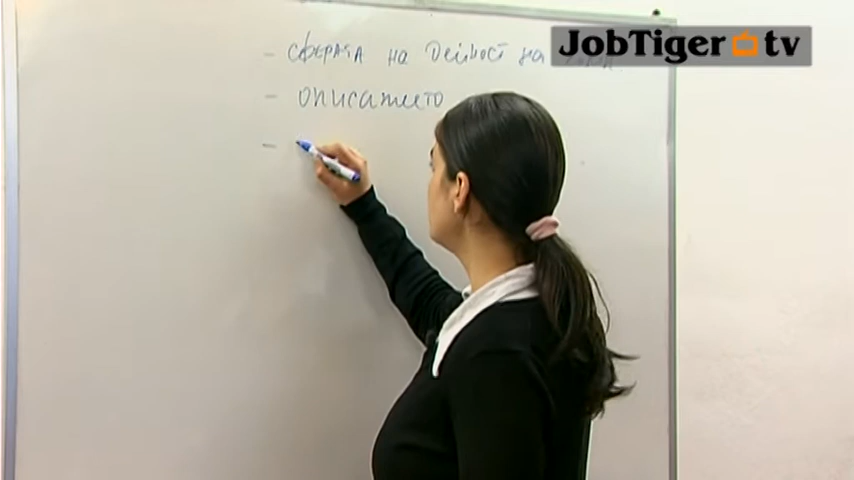 JobTiger tv
- сферата на дейност на
- описанието
-